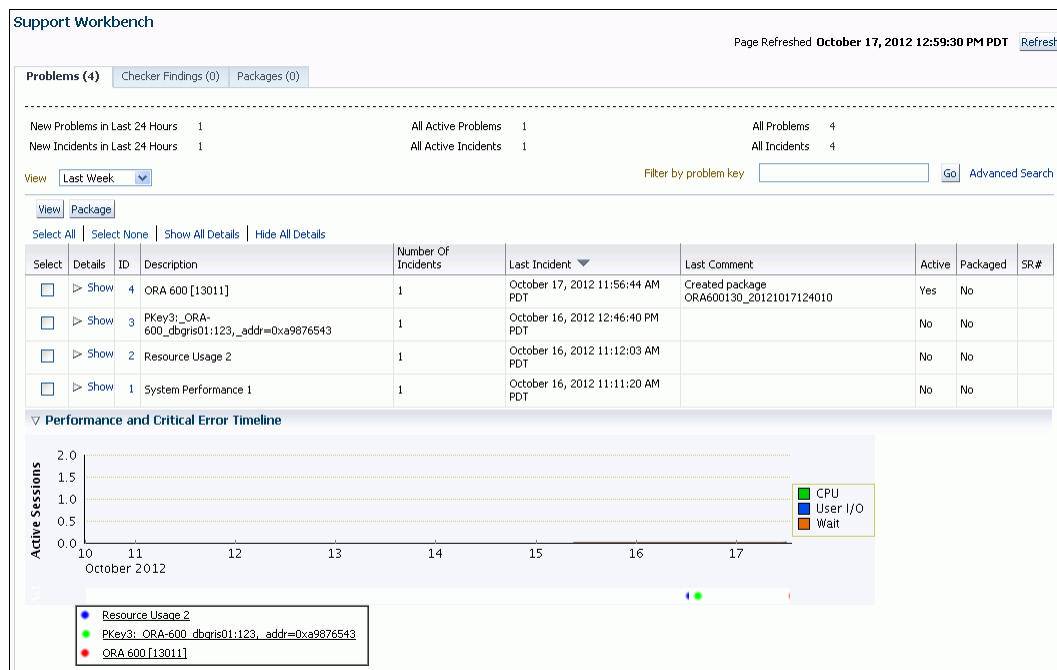 Support Workbench
Page Refreshed October 17, 2012 12:59:30 PM PDT Refresh
Problems (4) Checker Findings (0) Packages (0)
New Problems in Last 24 Hours 1 All Active Problems 1 All Problems 4
New Incidents in Last 24 Hours 1 All Active Incidents 1 All Incidents 4
View Last Week Filter by problem key Go Advanced Search
View Package
Select All Select None Show All Details Hide All Details
Select Details ID Description Number Of Incidents Last Incident Last Comment Active Packaged SR#
Show 4 ORA 600 [13011] 1 October 17, 2012 11:56:44 AM PDT Created package ORA600130_20121017124010 Yes No
Show 3 PKey3:_ORA-600_dbgris01:123,_addr=0xa9876543 1 October 16, 2012 12:46:40 PM PDT No No
Show 2 Resource Usage 2 1 October 16, 2012 11:12:03 AM PDT No No
Show 1 System Performance 1 1 October 16, 2012 11:11:20 AM PDT No No
Performance and Critical Error Timeline
Active Sessions
2.0
1.5
1.0
0.5
0.0
10 11 12 13 14 15 16 17
October 2012
CPU
User I/O
Wait
Resource Usage 2
PKey3:_ORA-600_dbgris01:123,_addr=0xa9876543
ORA 600 [13011]